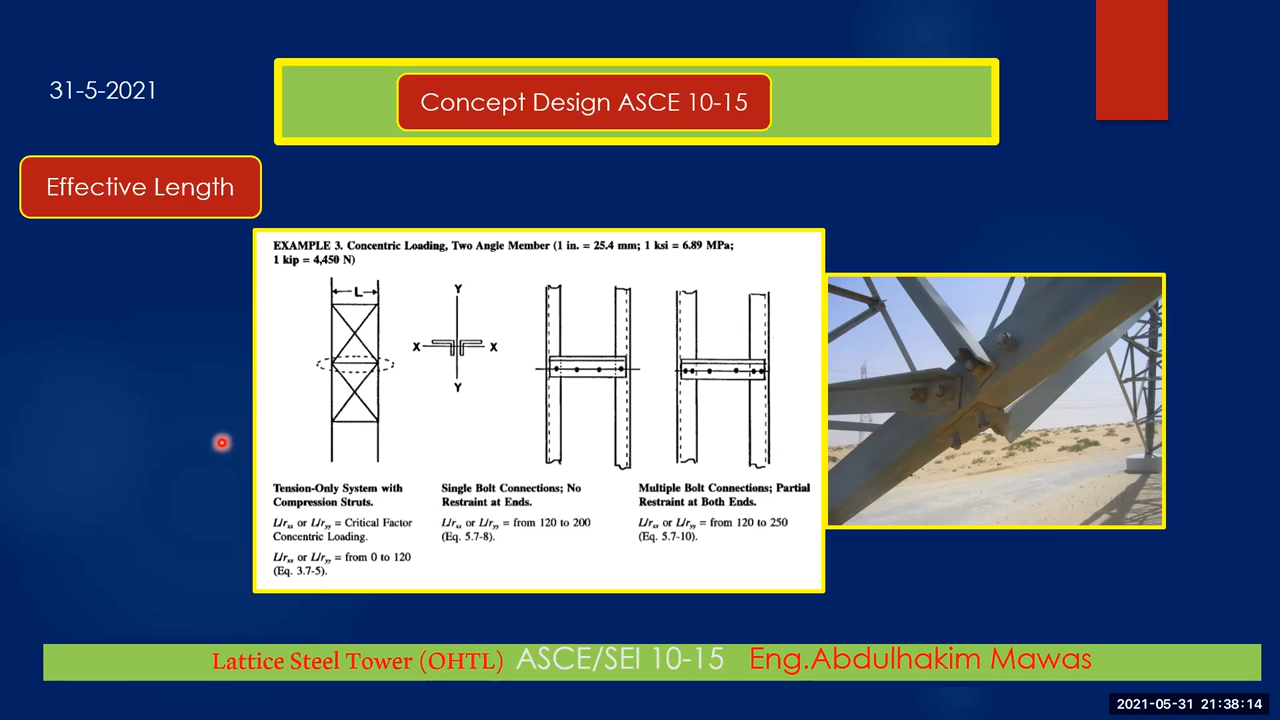 31-5-2021
Concept Design ASCE 10-15
Effective Length
EXAMPLE 3. Concentric Loading, Two Angle Member (1 in. = 25.4 mm; 1 ksi = 6.89 MPa;
1 kip = 4,450 N)
L
Y
X X
Y
Tension-Only System with
Compression Struts.
L/rxx or L/ryy = Critical Factor
Concentric Loading.
L/rxx or L/ryy = from 0 to 120
(Eq. 3.7-5).
Single Bolt Connections; No
Restraint at Ends.
L/rxx or L/ryy = from 120 to 200
(Eq. 5.7-8).
Multiple Bolt Connections; Partial
Restraint at Both Ends.
L/rxx or L/ryy = from 120 to 250
(Eq. 5.7-10).
Lattice Steel Tower (OHTL) ASCE/SEI 10-15 Eng.Abdulhakim Mawas
2021-05-31 21:38:14